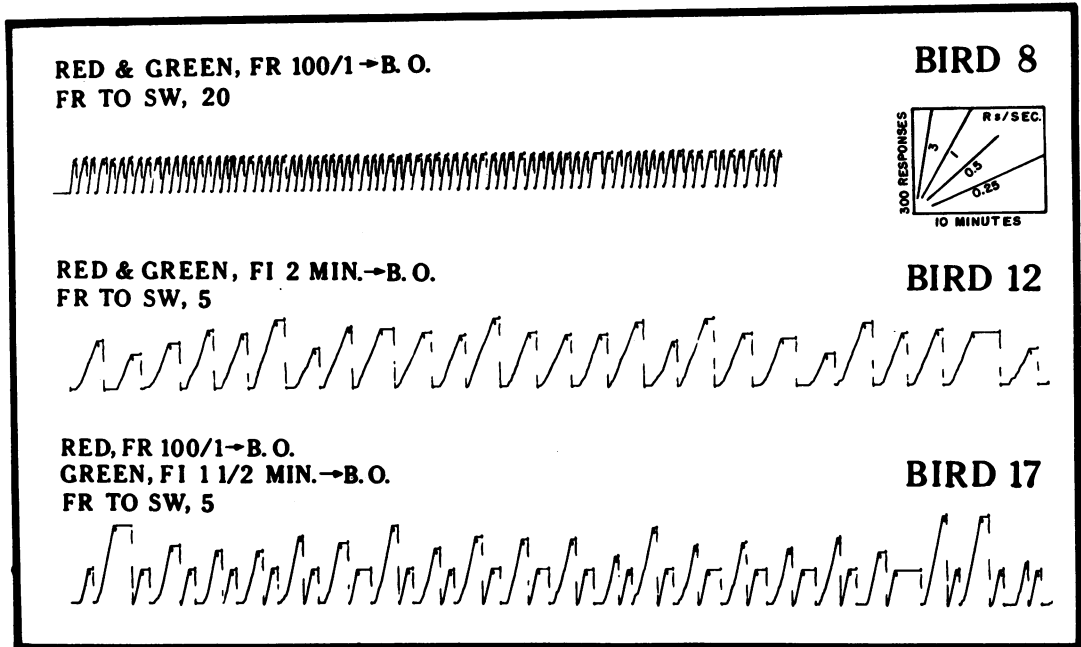 RED & GREEN, FR 100/1→B.O.
FR TO SW, 20
BIRD 8
300 RESPONSES
Rs/SEC.
3
1
0.5
0.25
10 MINUTES
RED & GREEN, FI 2 MIN.→B.O.
FR TO SW, 5
BIRD 12
RED, FR 100/1→B.O.
GREEN, FI 1 1/2 MIN.→B.O.
FR TO SW, 5
BIRD 17